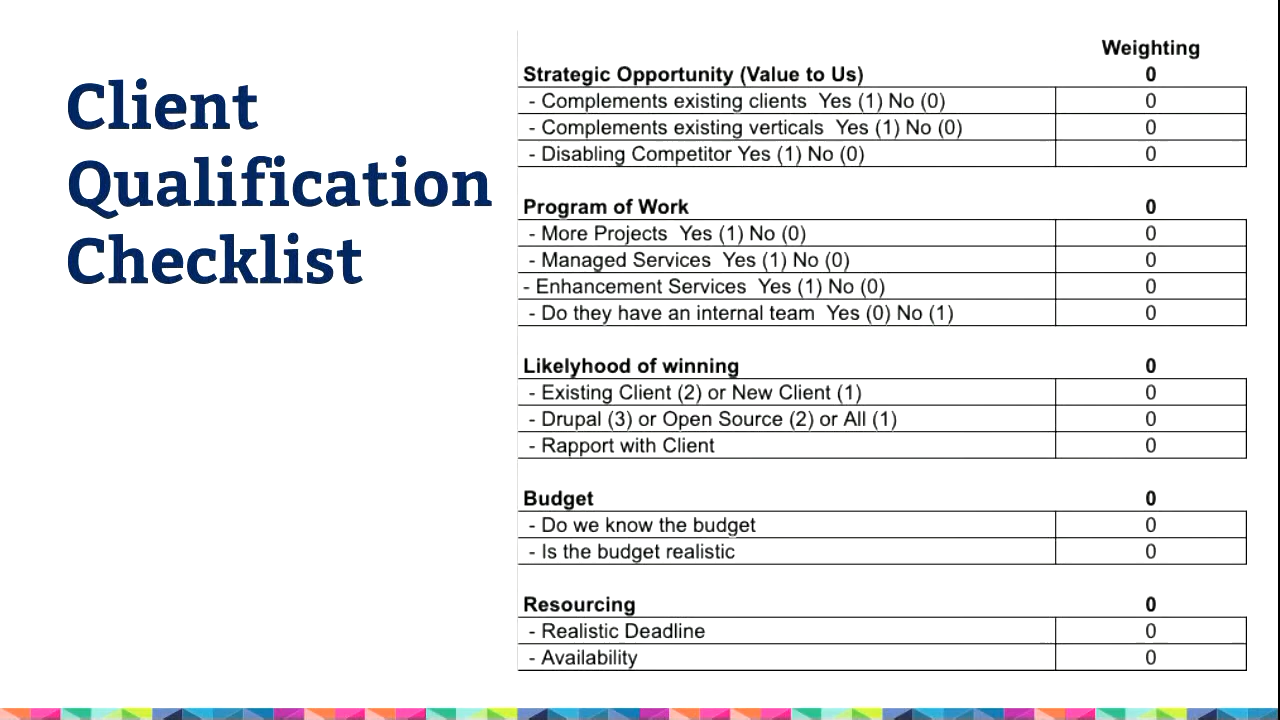 Client
Qualification
Checklist
Weighting
Strategic Opportunity (Value to Us) 0
- Complements existing clients Yes (1) No (0) 0
- Complements existing verticals Yes (1) No (0) 0
- Disabling Competitor Yes (1) No (0) 0
Program of Work 0
- More Projects Yes (1) No (0) 0
- Managed Services Yes (1) No (0) 0
- Enhancement Services Yes (1) No (0) 0
- Do they have an internal team Yes (0) No (1) 0
Likelyhood of winning 0
- Existing Client (2) or New Client (1) 0
- Drupal (3) or Open Source (2) or All (1) 0
- Rapport with Client 0
Budget 0
- Do we know the budget 0
- Is the budget realistic 0
Resourcing 0
- Realistic Deadline 0
- Availability 0